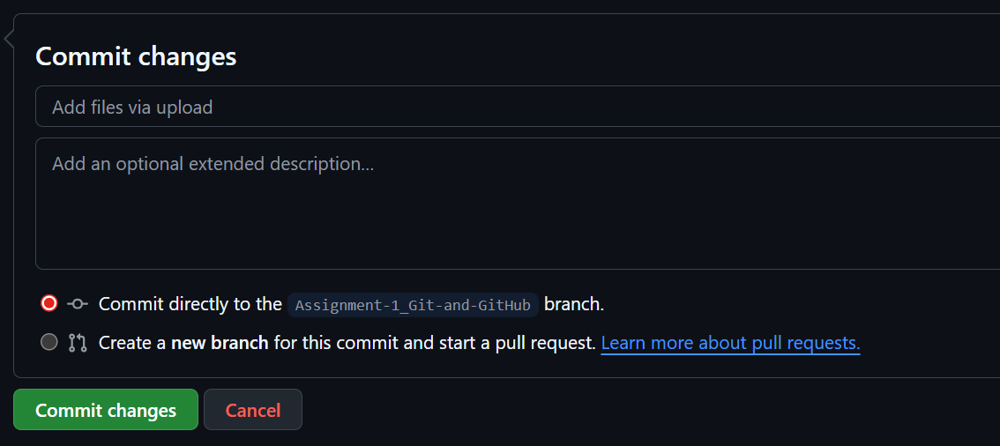 Commit changes
Add files via upload
Add an optional extended description...
Commit directly to the Assignment-1_Git-and-GitHub branch.
Create a new branch for this commit and start a pull request. Learn more about pull requests.
Commit changes
Cancel